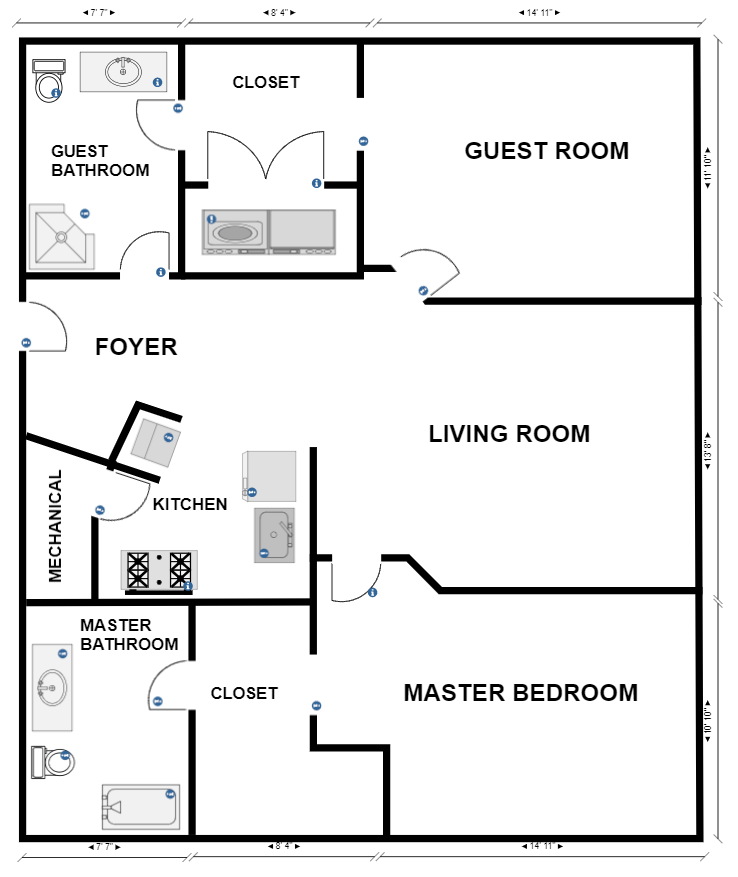 7' 7"
8' 4"
14' 11"
CLOSET
GUEST
BATHROOM
GUEST ROOM
11' 10"
FOYER
LIVING ROOM
13' 8"
MECHANICAL
KITCHEN
MASTER
BATHROOM
CLOSET
MASTER BEDROOM
10' 10"
7' 7"
8' 4"
14' 11"